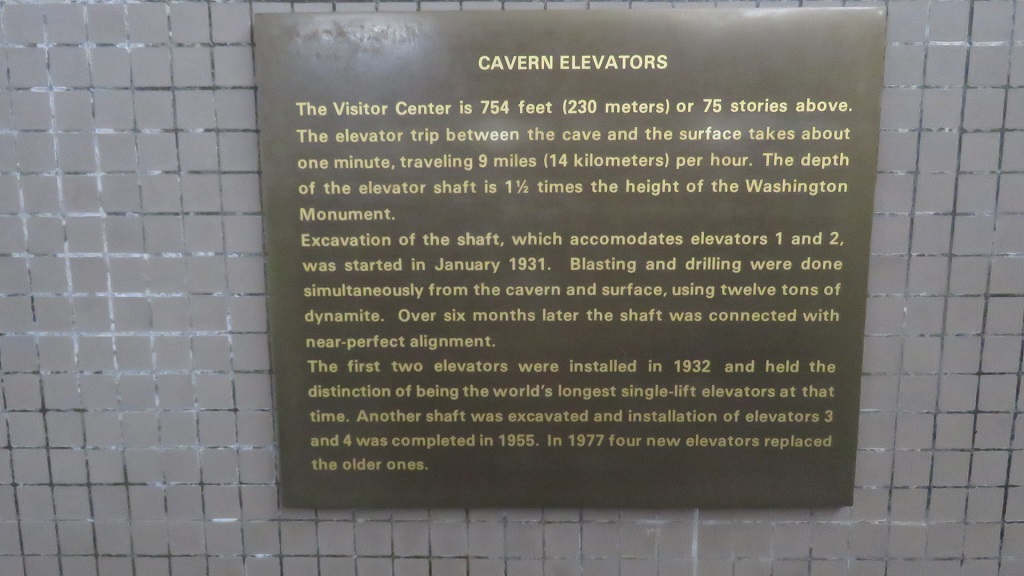 CAVERN ELEVATORS
The Visitor Center is 754 feet (230 meters) or 75 stories above.
The elevator trip between the cave and the surface takes about
one minute, traveling 9 miles (14 kilometers) per hour. The depth
of the elevator shaft is 1½ times the height of the Washington
Monument.
Excavation of the shaft, which accomodates elevators 1 and 2,
was started in January 1931. Blasting and drilling were done
simultaneously from the cavern and surface, using twelve tons of
dynamite. Over six months later the shaft was connected with
near-perfect alignment.
The first two elevators were installed in 1932 and held the
distinction of being the world's longest single-lift elevators at that
time. Another shaft was excavated and installation of elevators 3
and 4 was completed in 1955. In 1977 four new elevators replaced
the older ones.